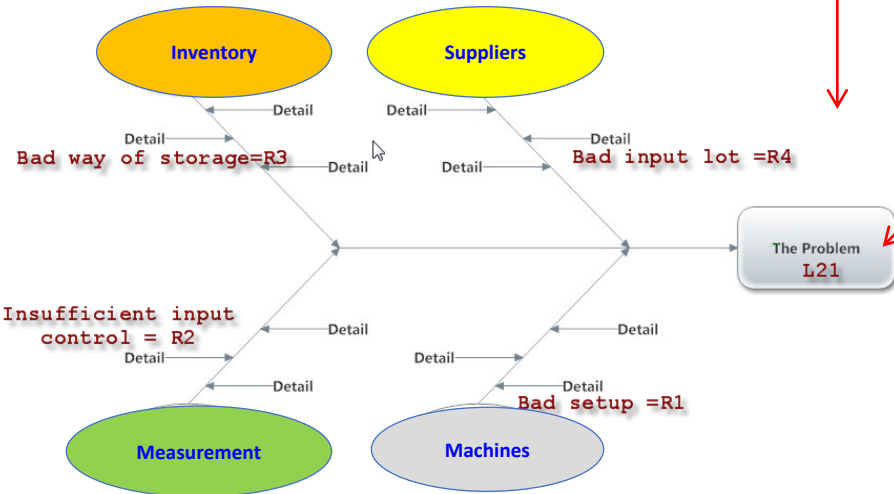 Inventory
Suppliers
Detail
Detail
Detail
Detail
Bad way of storage=R3
Bad input lot =R4
Detail
Detail
The Problem
L21
Insufficient input
control = R2
Detail
Detail
Detail
Detail
Detail
Detail
Bad setup =R1
Measurement
Machines